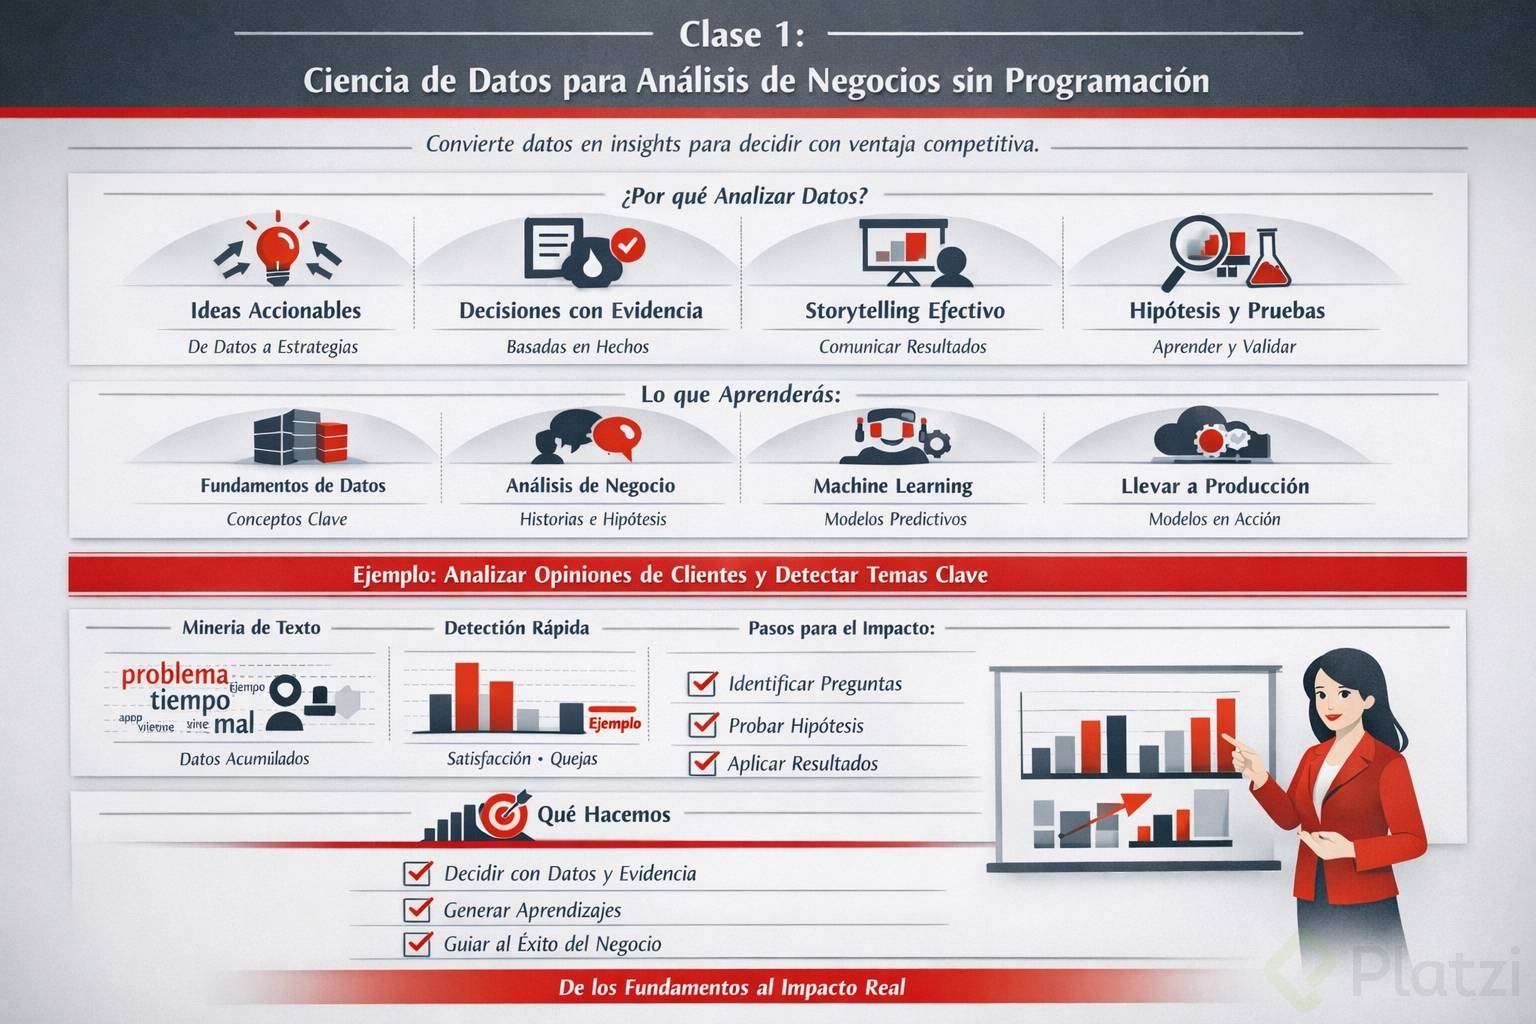 Clase 1:
Ciencia de Datos para Análisis de Negocios sin Programación
Convierte datos en insights para decidir con ventaja competitiva.
¿Por qué Analizar Datos?
Ideas Accionables
De Datos a Estrategias
Decisiones con Evidencia
Basadas en Hechos
Storytelling Efectivo
Comunicar Resultados
Hipótesis y Pruebas
Aprender y Validar
Lo que Aprenderás:
Fundamentos de Datos
Conceptos Clave
Análisis de Negocio
Historias e Hipótesis
Machine Learning
Modelos Predictivos
Llevar a Producción
Modelos en Acción
Ejemplo: Analizar Opiniones de Clientes y Detectar Temas Clave
Mineria de Texto
problema
tiempo
mal
Datos Acumulados
Detectión Rápida
Ejemplo
Satisfacción • Quejas
Pasos para el Impacto:
Identificar Preguntas
Probar Hipótesis
Aplicar Resultados
Qué Hacemos
Decidir con Datos y Evidencia
Generar Aprendizajes
Guiar al Éxito del Negocio
De los Fundamentos al Impacto Real
Platzi